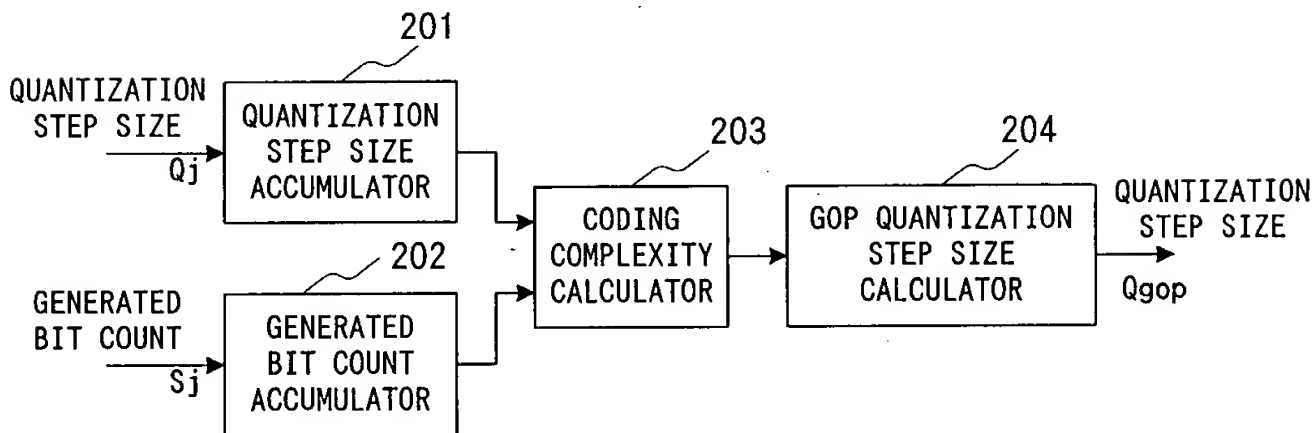 201
QUANTIZATION
STEP SIZE
Qj
QUANTIZATION
STEP SIZE
ACCUMULATOR
202
GENERATED
BIT COUNT
Sj
GENERATED
BIT COUNT
ACCUMULATOR
203
CODING
COMPLEXITY
CALCULATOR
204
GOP QUANTIZATION
STEP SIZE
CALCULATOR
QUANTIZATION
STEP SIZE
Qgop